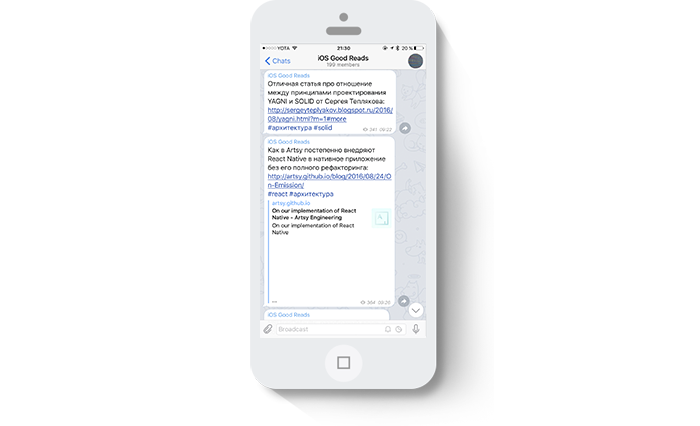 YOTA 21:30 20 %
Chats
iOS Good Reads
199 members
iOS Good Reads
Отличная статья про отношение
между принципами проектирования
YAGNI и SOLID от Сергея Теплякова:
http://sergeyteplyakov.blogspot.ru/2016/
08/yagni.html?m=1#more
#архитектура #solid
341 09:22
iOS Good Reads
Как в Artsy постепенно внедряют
React Native в нативное приложение
без его полного рефакторинга:
http://artsy.github.io/blog/2016/08/24/O
n-Emission/
#react #архитектура
artsy.github.io
On our implementation of React
Native - Artsy Engineering
On our implementation of React
Native
...
364 09:25
iOS Good Reads
Broadcast